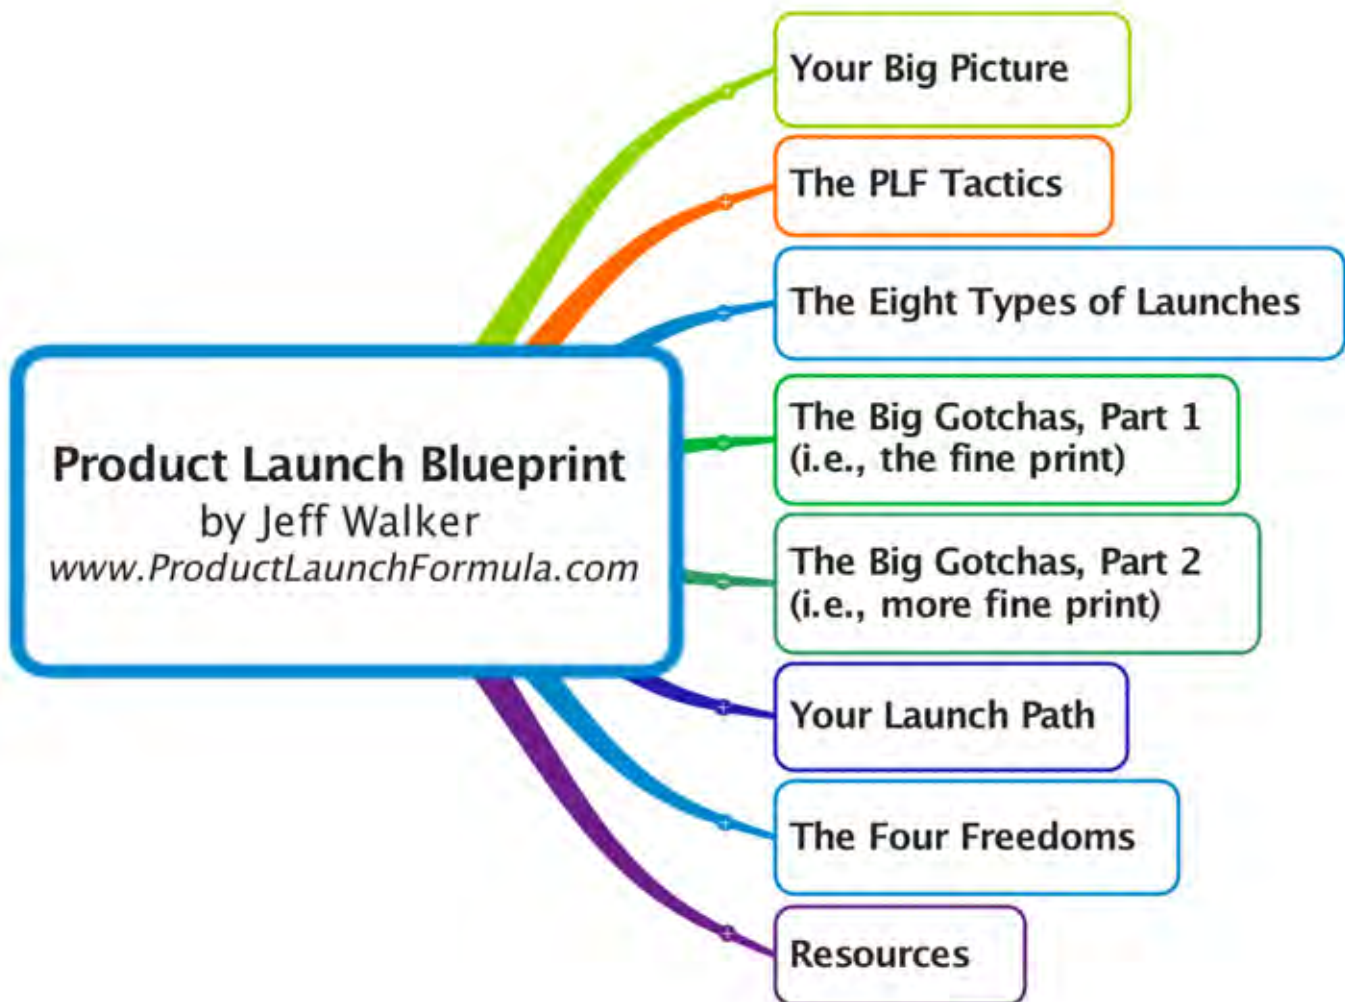 Your Big Picture
The PLF Tactics
The Eight Types of Launches
Product Launch Blueprint
by Jeff Walker
www.ProductLaunchFormula.com
The Big Gotchas, Part 1
(i.e., the fine print)
The Big Gotchas, Part 2
(i.e., more fine print)
Your Launch Path
The Four Freedoms
Resources